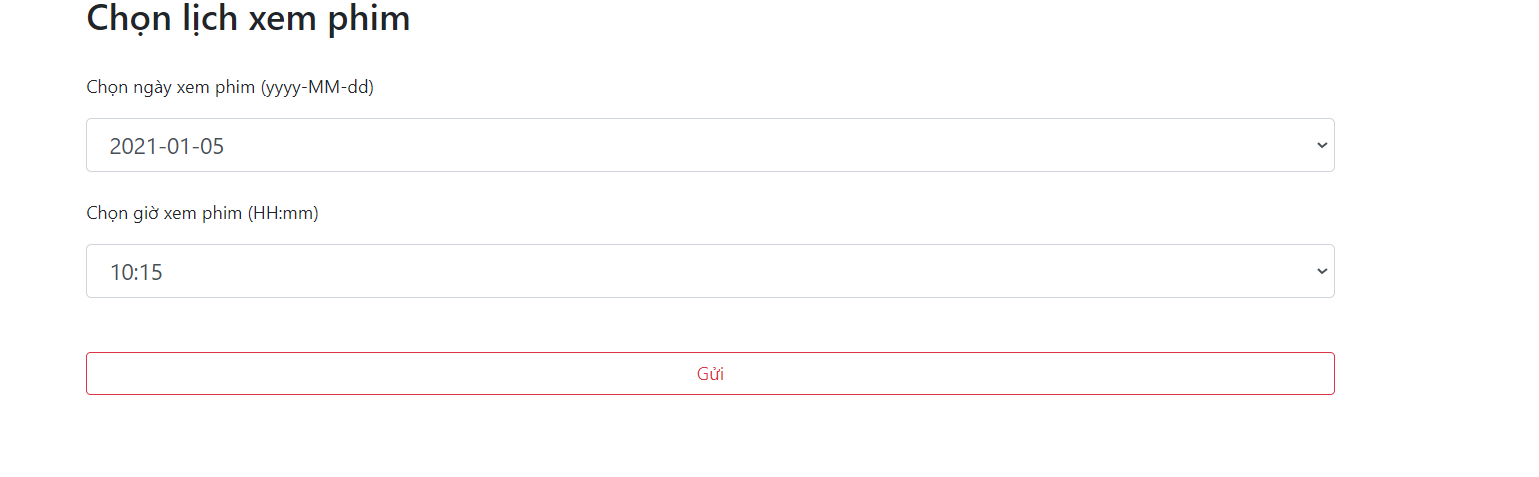 Chọn lịch xem phim
Chọn ngày xem phim (yyyy-MM-dd)
2021-01-05
Chọn giờ xem phim (HH:mm)
10:15
Gửi